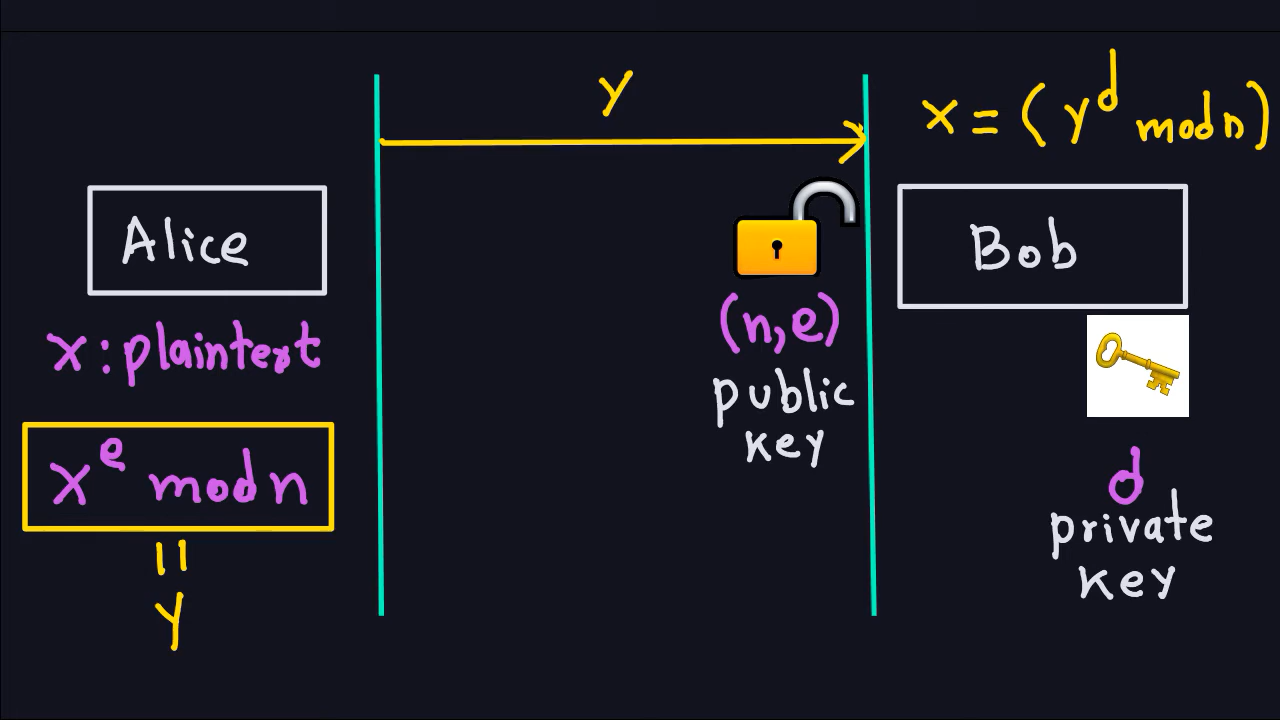 y
x = (y^d mod n)
Alice
Bob
x : plaintext
(n,e)
public
key
x^e mod n
d
private
key
=
y